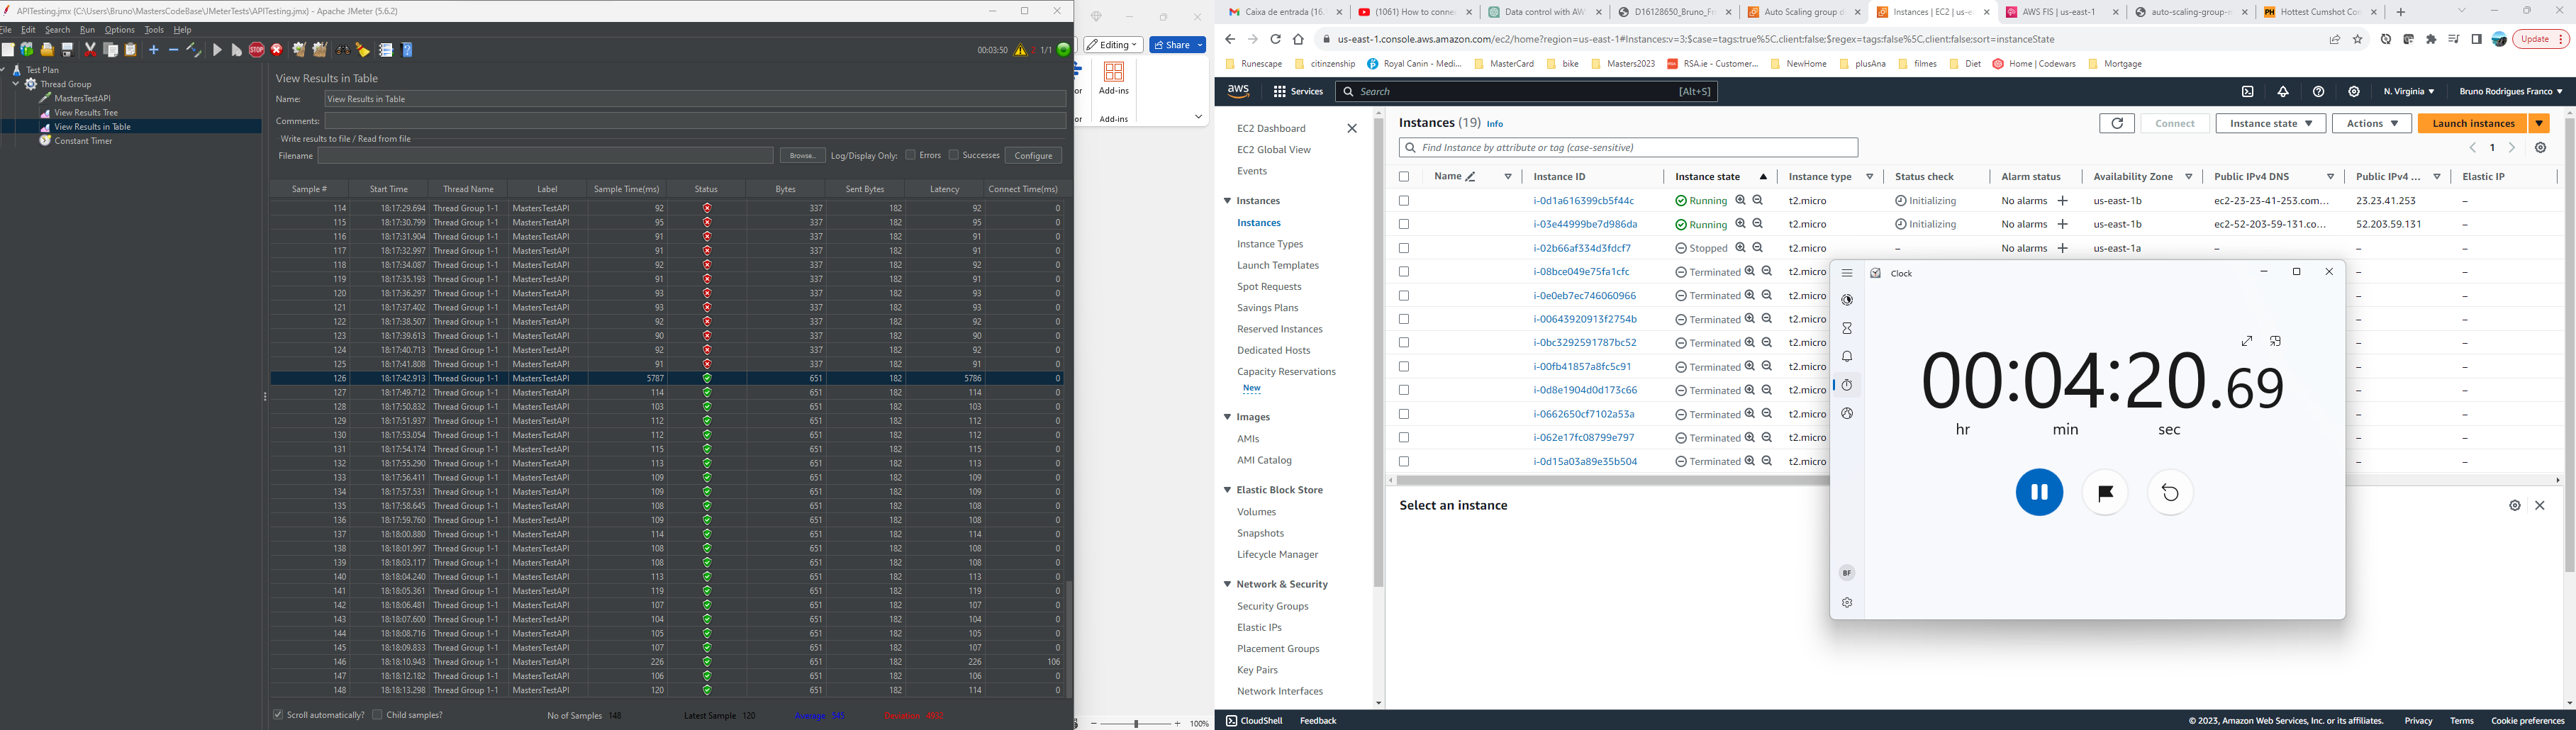 APITesting.jmx (C:\Users\Bruno\MastersCodeBase\JMeterTests\APITesting.jmx) - Apache JMeter (5.6.2)
File Edit Search Run Options Tools Help
00:03:50 1/1
Test Plan
Thread Group
MastersTestAPI
View Results Tree
View Results in Table
Constant Timer
View Results in Table
Name: View Results in Table
Comments:
Write results to file / Read from file
Filename Browse... Log/Display Only: Errors Successes Configure
Sample # Start Time Thread Name Label Sample Time(ms) Status Bytes Sent Bytes Latency Connect Time(ms)
114 18:17:29.694 Thread Group 1-1 MastersTestAPI 92 337 182 92 0
115 18:17:30.799 Thread Group 1-1 MastersTestAPI 95 337 182 95 0
116 18:17:31.904 Thread Group 1-1 MastersTestAPI 91 337 182 91 0
117 18:17:32.997 Thread Group 1-1 MastersTestAPI 91 337 182 91 0
118 18:17:34.087 Thread Group 1-1 MastersTestAPI 92 337 182 92 0
119 18:17:35.193 Thread Group 1-1 MastersTestAPI 91 337 182 91 0
120 18:17:36.297 Thread Group 1-1 MastersTestAPI 93 337 182 93 0
121 18:17:37.402 Thread Group 1-1 MastersTestAPI 93 337 182 93 0
122 18:17:38.507 Thread Group 1-1 MastersTestAPI 92 337 182 92 0
123 18:17:39.613 Thread Group 1-1 MastersTestAPI 90 337 182 90 0
124 18:17:40.713 Thread Group 1-1 MastersTestAPI 92 337 182 92 0
125 18:17:41.808 Thread Group 1-1 MastersTestAPI 91 337 182 91 0
126 18:17:42.913 Thread Group 1-1 MastersTestAPI 5787 651 182 5786 0
127 18:17:49.712 Thread Group 1-1 MastersTestAPI 114 651 182 114 0
128 18:17:50.832 Thread Group 1-1 MastersTestAPI 103 651 182 103 0
129 18:17:51.937 Thread Group 1-1 MastersTestAPI 112 651 182 112 0
130 18:17:53.054 Thread Group 1-1 MastersTestAPI 112 651 182 112 0
131 18:17:54.174 Thread Group 1-1 MastersTestAPI 115 651 182 115 0
132 18:17:55.290 Thread Group 1-1 MastersTestAPI 113 651 182 113 0
133 18:17:56.411 Thread Group 1-1 MastersTestAPI 109 651 182 109 0
134 18:17:57.531 Thread Group 1-1 MastersTestAPI 109 651 182 109 0
135 18:17:58.645 Thread Group 1-1 MastersTestAPI 108 651 182 108 0
136 18:17:59.760 Thread Group 1-1 MastersTestAPI 109 651 182 108 0
137 18:18:00.880 Thread Group 1-1 MastersTestAPI 114 651 182 114 0
138 18:18:01.997 Thread Group 1-1 MastersTestAPI 108 651 182 108 0
139 18:18:03.117 Thread Group 1-1 MastersTestAPI 108 651 182 108 0
140 18:18:04.240 Thread Group 1-1 MastersTestAPI 113 651 182 113 0
141 18:18:05.361 Thread Group 1-1 MastersTestAPI 119 651 182 119 0
142 18:18:06.481 Thread Group 1-1 MastersTestAPI 107 651 182 107 0
143 18:18:07.600 Thread Group 1-1 MastersTestAPI 104 651 182 104 0
144 18:18:08.716 Thread Group 1-1 MastersTestAPI 105 651 182 105 0
145 18:18:09.833 Thread Group 1-1 MastersTestAPI 107 651 182 107 0
146 18:18:10.943 Thread Group 1-1 MastersTestAPI 226 651 182 226 106
147 18:18:12.182 Thread Group 1-1 MastersTestAPI 106 651 182 106 0
148 18:18:13.298 Thread Group 1-1 MastersTestAPI 120 651 182 114 0
Scroll automatically? Child samples? No of Samples 148 Latest Sample 120 Average 545 Deviation 4932
Editing Share
Add-ins
Add-ins
100%
Caixa de entrada (16 (1061) How to connec Data control with AW D16128650_Bruno_Fr Auto Scaling group d Instances | EC2 | us-e AWS FIS | us-east-1 auto-scaling-group- Hottest Cumshot Co
us-east-1.console.aws.amazon.com/ec2/home?region=us-east-1#Instances:v=3;$case=tags:true%5C,client:false;$regex=tags:false%5C,client:false;sort=instanceState Update
Runescape citinzenship Royal Canin - Medi... MasterCard bike Masters2023 RSA.ie - Customer... NewHome plusAna filmes Diet Home | Codewars Mortgage
aws Services Search [Alt+S] N. Virginia Bruno Rodrigues Franco
EC2 Dashboard
EC2 Global View
Events
Instances
Instances
Instance Types
Launch Templates
Spot Requests
Savings Plans
Reserved Instances
Dedicated Hosts
Capacity Reservations
New
Images
AMIs
AMI Catalog
Elastic Block Store
Volumes
Snapshots
Lifecycle Manager
Network & Security
Security Groups
Elastic IPs
Placement Groups
Key Pairs
Network Interfaces
Instances (19) Info Connect Instance state Actions Launch instances
Find Instance by attribute or tag (case-sensitive) 1
Name Instance ID Instance state Instance type Status check Alarm status Availability Zone Public IPv4 DNS Public IPv4 ... Elastic IP
i-0d1a616399cb5f44c Running t2.micro Initializing No alarms + us-east-1b ec2-23-23-41-253.com... 23.23.41.253 –
i-03e44999be7d986da Running t2.micro Initializing No alarms + us-east-1b ec2-52-203-59-131.co... 52.203.59.131 –
i-02b66af334d3fdcf7 Stopped t2.micro – No alarms + us-east-1a – – –
i-08bce049e75fa1cfc Terminated t2.micro – –
i-0e0eb7ec746060966 Terminated t2.micro – –
i-00643920913f2754b Terminated t2.micro – –
i-0bc3292591787bc52 Terminated t2.micro – –
i-00fb41857a8fc5c91 Terminated t2.micro – –
i-0d8e1904d0d173c66 Terminated t2.micro – –
i-0662650cf7102a53a Terminated t2.micro – –
i-062e17fc08799e797 Terminated t2.micro – –
i-0d15a03a89e35b504 Terminated t2.micro – –
Select an instance
Clock
00:04:20.69
hr min sec
BF
CloudShell Feedback © 2023, Amazon Web Services, Inc. or its affiliates. Privacy Terms Cookie preferences